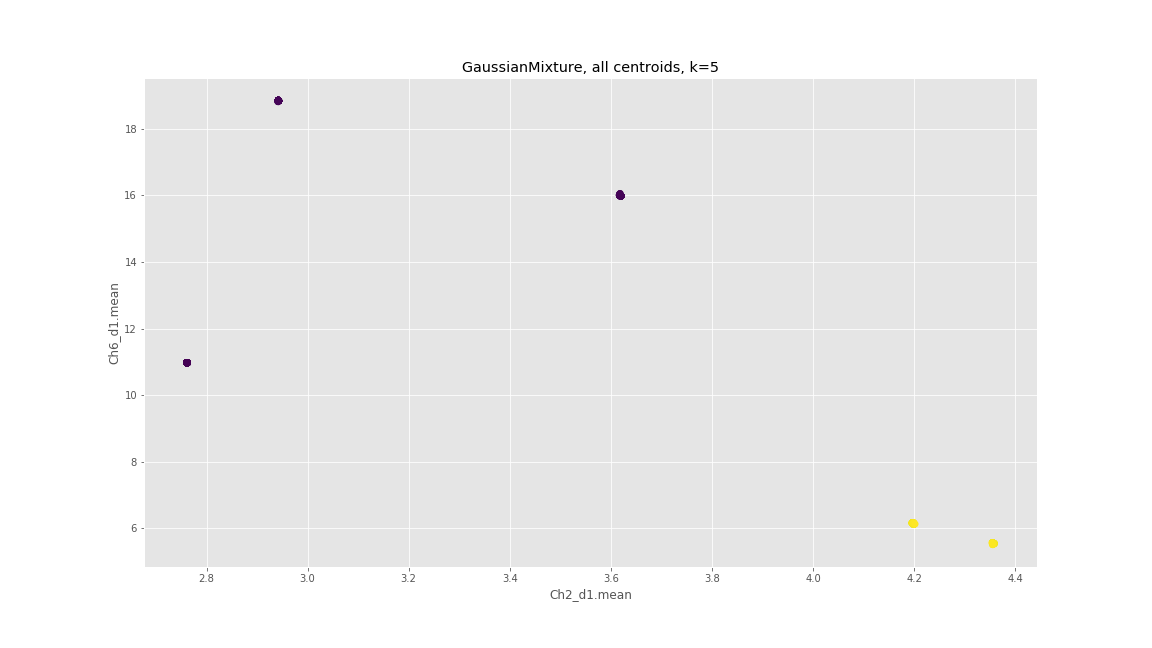 GaussianMixture, all centroids, k=5
18
16
14
12
10
8
6
Ch6_d1.mean
2.8 3.0 3.2 3.4 3.6 3.8 4.0 4.2 4.4
Ch2_d1.mean